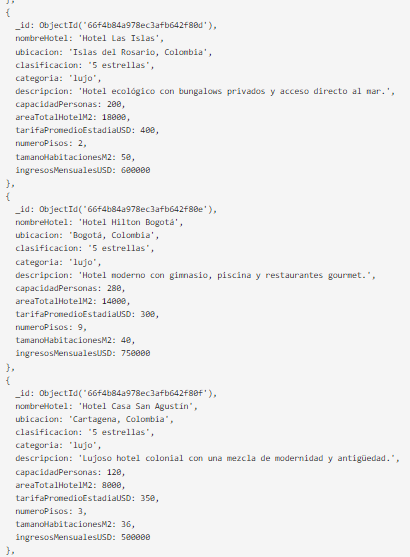 },
{
_id: ObjectId('66f4b84a978ec3afb642f80d'),
nombreHotel: 'Hotel Las Islas',
ubicacion: 'Islas del Rosario, Colombia',
clasificacion: '5 estrellas',
categoria: 'lujo',
descripcion: 'Hotel ecológico con bungalows privados y acceso directo al mar.',
capacidadPersonas: 200,
areaTotalHotelM2: 18000,
tarifaPromedioEstadiaUSD: 400,
numeroPisos: 2,
tamanoHabitacionesM2: 50,
ingresosMensualesUSD: 600000
},
{
_id: ObjectId('66f4b84a978ec3afb642f80e'),
nombreHotel: 'Hotel Hilton Bogotá',
ubicacion: 'Bogotá, Colombia',
clasificacion: '5 estrellas',
categoria: 'lujo',
descripcion: 'Hotel moderno con gimnasio, piscina y restaurantes gourmet.',
capacidadPersonas: 280,
areaTotalHotelM2: 14000,
tarifaPromedioEstadiaUSD: 300,
numeroPisos: 9,
tamanoHabitacionesM2: 40,
ingresosMensualesUSD: 750000
},
{
_id: ObjectId('66f4b84a978ec3afb642f80f'),
nombreHotel: 'Hotel Casa San Agustín',
ubicacion: 'Cartagena, Colombia',
clasificacion: '5 estrellas',
categoria: 'lujo',
descripcion: 'Lujoso hotel colonial con una mezcla de modernidad y antigüedad.',
capacidadPersonas: 120,
areaTotalHotelM2: 8000,
tarifaPromedioEstadiaUSD: 350,
numeroPisos: 3,
tamanoHabitacionesM2: 36,
ingresosMensualesUSD: 500000
},